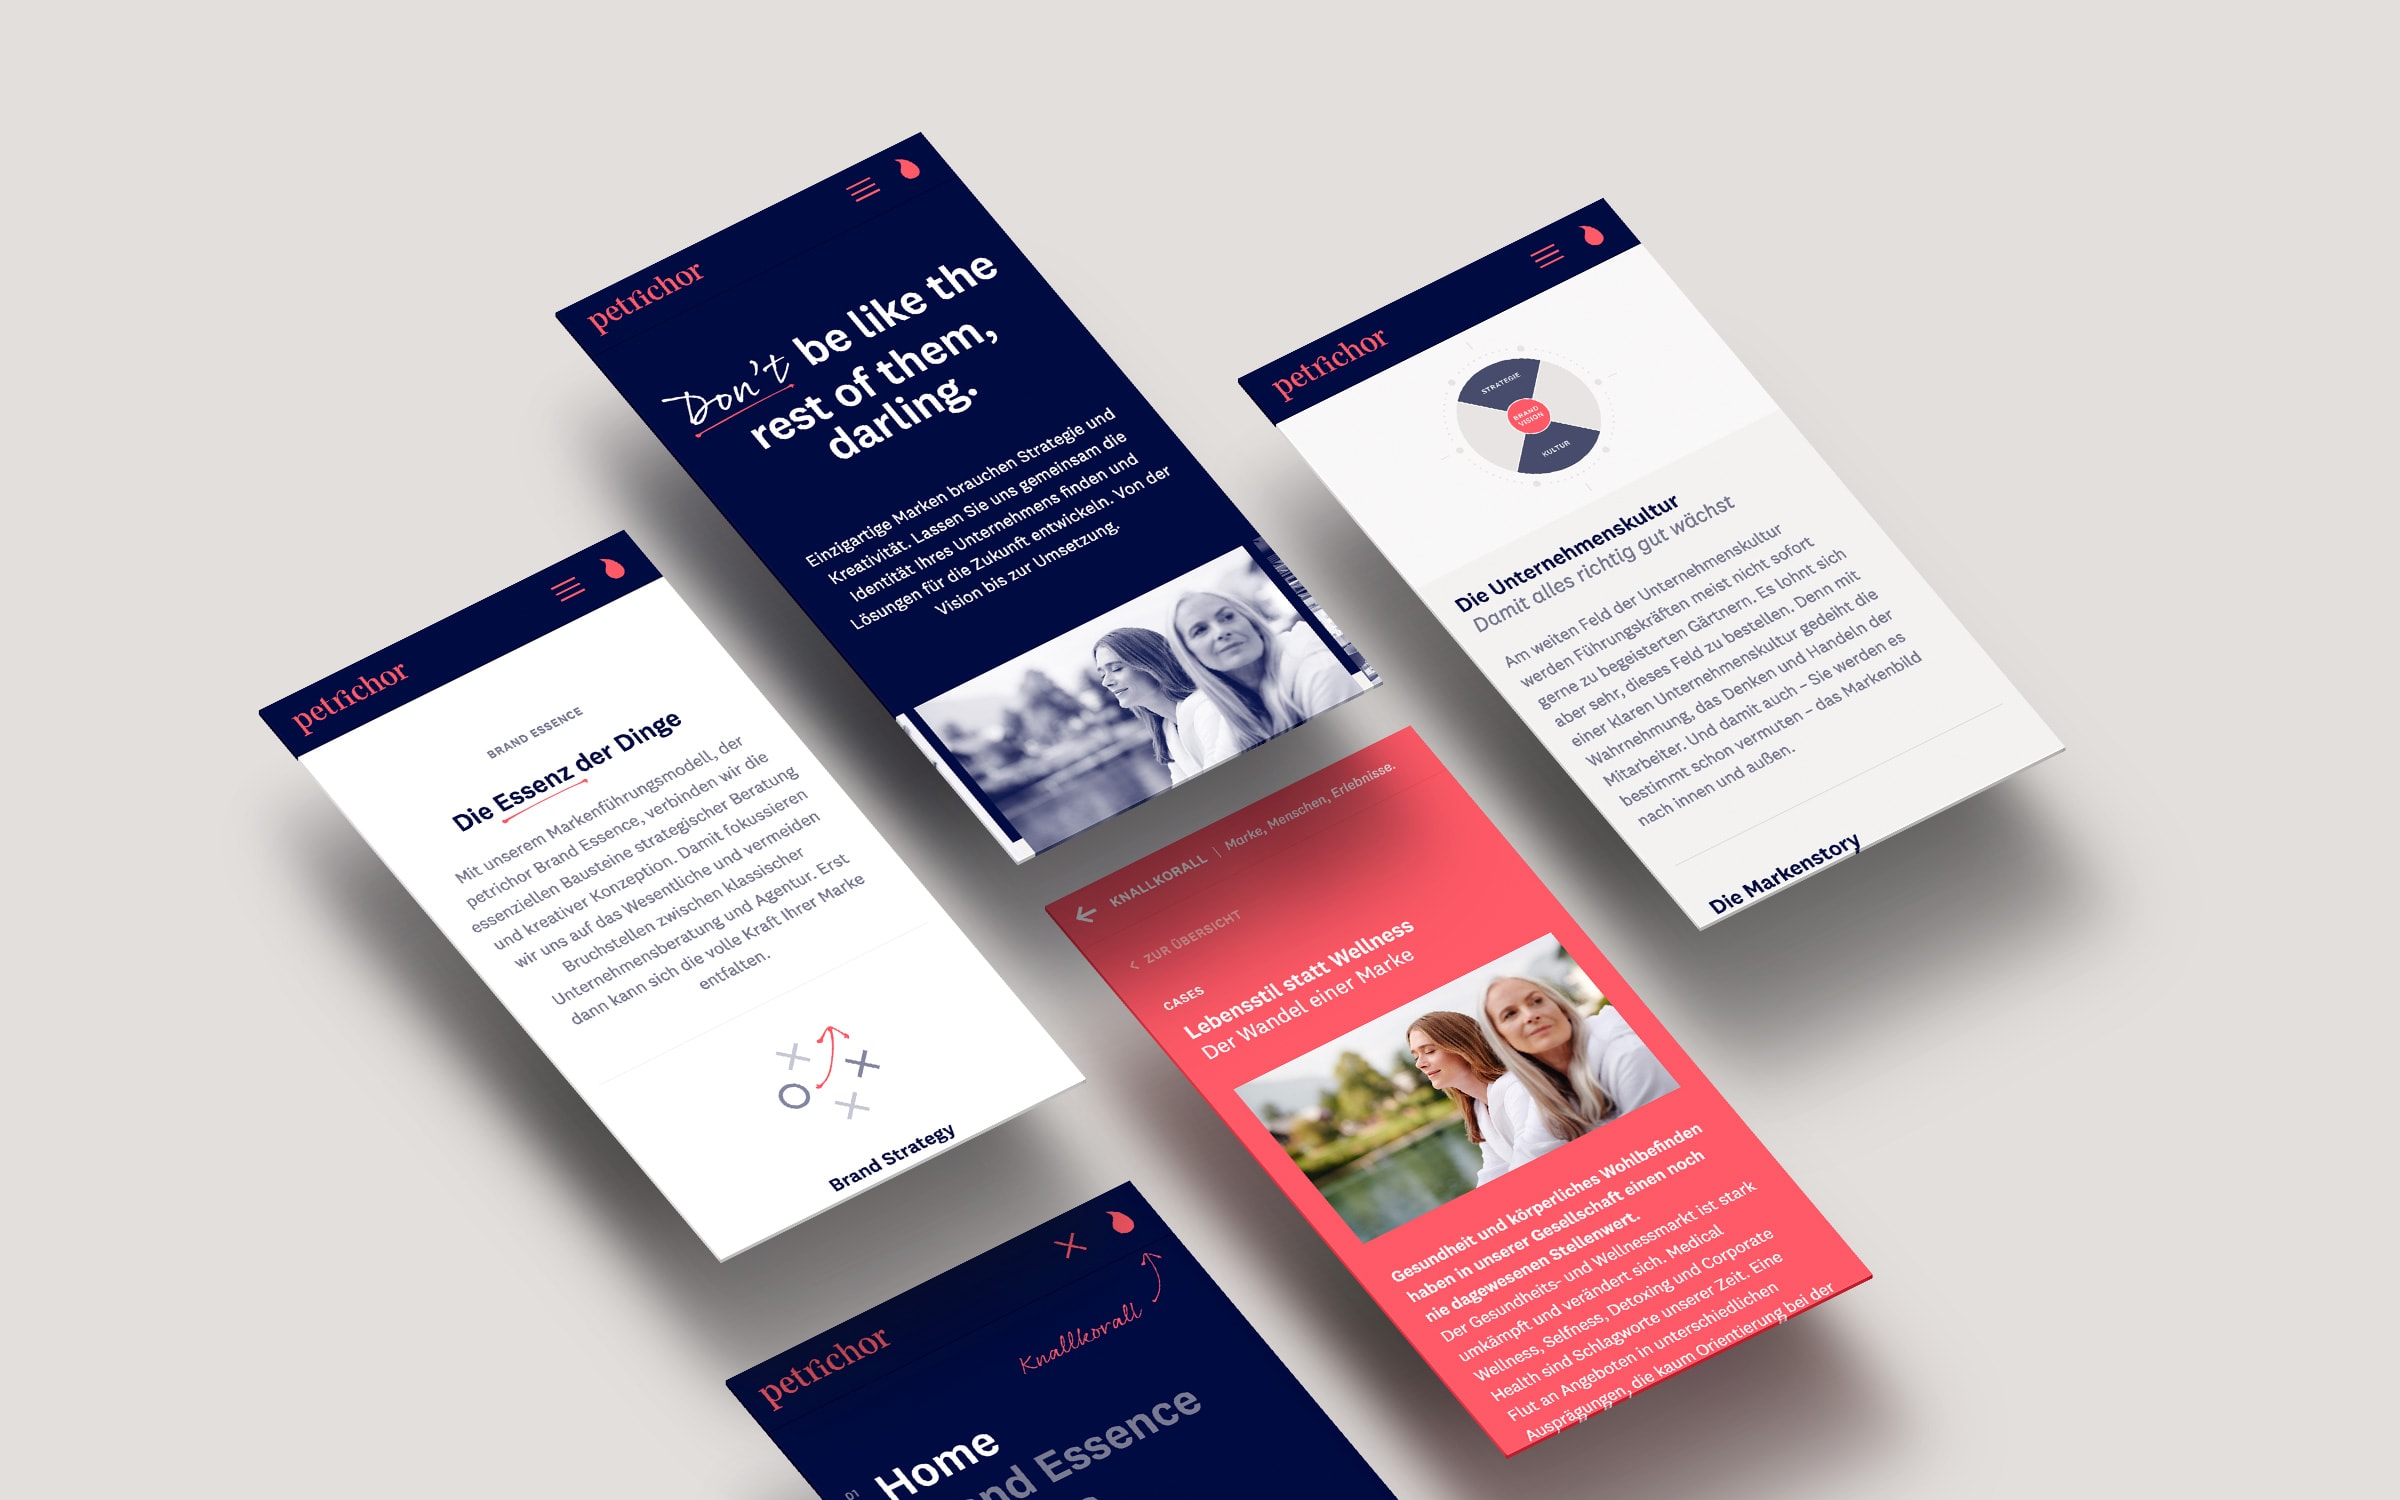 petrichor
Don't be like the
rest of them,
darling.
Einzigartige Marken brauchen Strategie und
Kreativität. Lassen Sie uns gemeinsam die
Identität Ihres Unternehmens finden und
Lösungen für die Zukunft entwickeln. Von der
Vision bis zur Umsetzung.
petrichor
STRATEGIE
BRAND
VISION
KULTUR
Die Unternehmenskultur
Damit alles richtig gut wächst
Am weiten Feld der Unternehmenskultur
werden Führungskräften meist nicht sofort
gerne zu begeisterten Gärtnern. Es lohnt sich
aber sehr, dieses Feld zu bestellen. Denn mit
einer klaren Unternehmenskultur gedeiht die
Wahrnehmung, das Denken und Handeln der
Mitarbeiter. Und damit auch – Sie werden es
bestimmt schon vermuten – das Markenbild
nach innen und außen.
Die Markenstory
petrichor
BRAND ESSENCE
Die Essenz der Dinge
Mit unserem Markenführungsmodell, der
petrichor Brand Essence, verbinden wir die
essenziellen Bausteine strategischer Beratung
und kreativer Konzeption. Damit fokussieren
wir uns auf das Wesentliche und vermeiden
Bruchstellen zwischen klassischer
Unternehmensberatung und Agentur. Erst
dann kann sich die volle Kraft Ihrer Marke
entfalten.
Brand Strategy
KNALLKORALL | Marke, Menschen, Erlebnisse.
ZUR ÜBERSICHT
CASES
Lebensstil statt Wellness
Der Wandel einer Marke
Gesundheit und körperliches Wohlbefinden
haben in unserer Gesellschaft einen noch
nie dagewesenen Stellenwert.
Der Gesundheits- und Wellnessmarkt ist stark
umkämpft und verändert sich. Medical
Wellness, Selfness, Detoxing und Corporate
Health sind Schlagworte unserer Zeit. Eine
Flut an Angeboten in unterschiedlichen
Ausprägungen, die kaum Orientierung bei der
petrichor
Knallkorall
01
Home
nd Essence